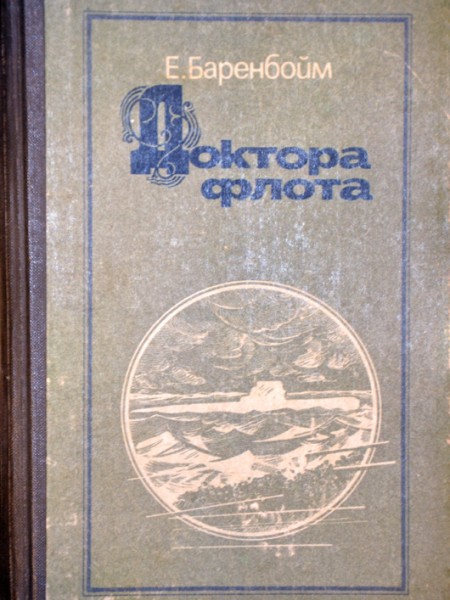 Е.Баренбойм
Доктора
флота